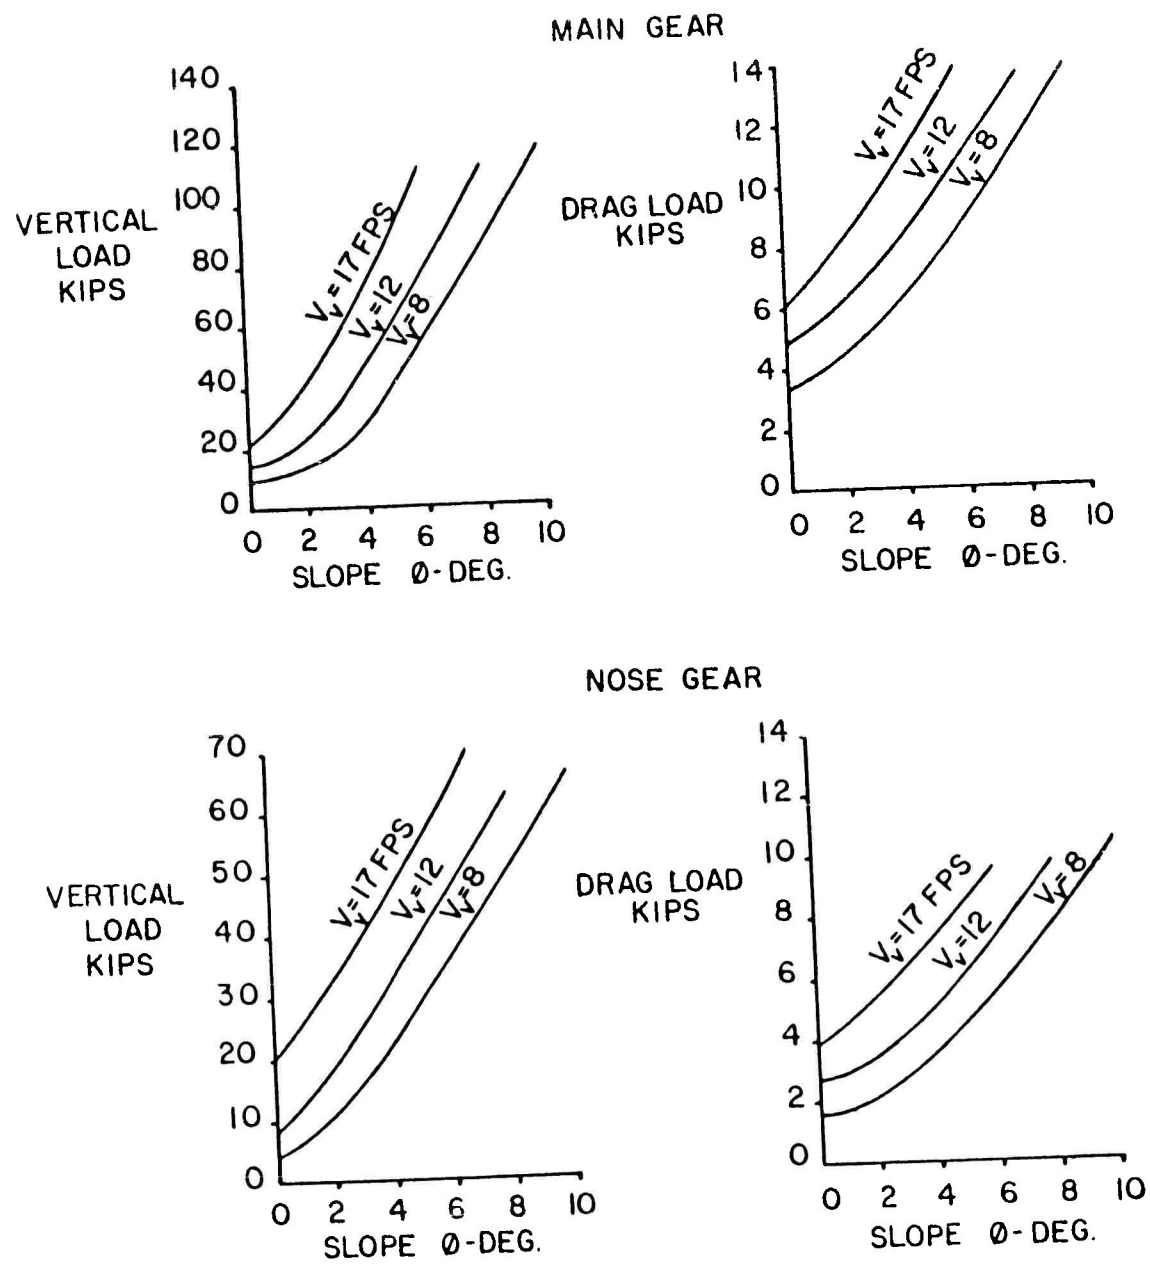 MAIN GEAR
140
120
100
80
60
40
20
0
VERTICAL
LOAD
KIPS
Vv=17FPS
Vv=12
Vv=8
0 2 4 6 8 10
SLOPE Ø-DEG.
14
12
10
8
6
4
2
0
DRAG LOAD
KIPS
Vv=17FPS
Vv=12
Vv=8
0 2 4 6 8 10
SLOPE Ø-DEG.
NOSE GEAR
70
60
50
40
30
20
10
0
VERTICAL
LOAD
KIPS
Vv=17FPS
Vv=12
Vv=8
0 2 4 6 8 10
SLOPE Ø-DEG.
14
12
10
8
6
4
2
0
DRAG LOAD
KIPS
Vv=17 FPS
Vv=12
Vv=8
0 2 4 6 8 10
SLOPE Ø-DEG.